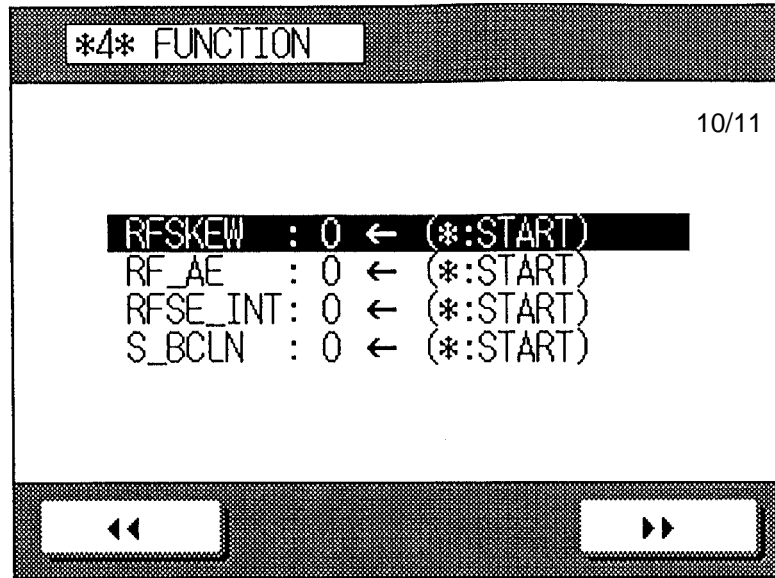 *4* FUNCTION
10/11
RFSKEW : 0 ← (*:START)
RF_AE : 0 ← (*:START)
RFSE_INT: 0 ← (*:START)
S_BCLN : 0 ← (*:START)